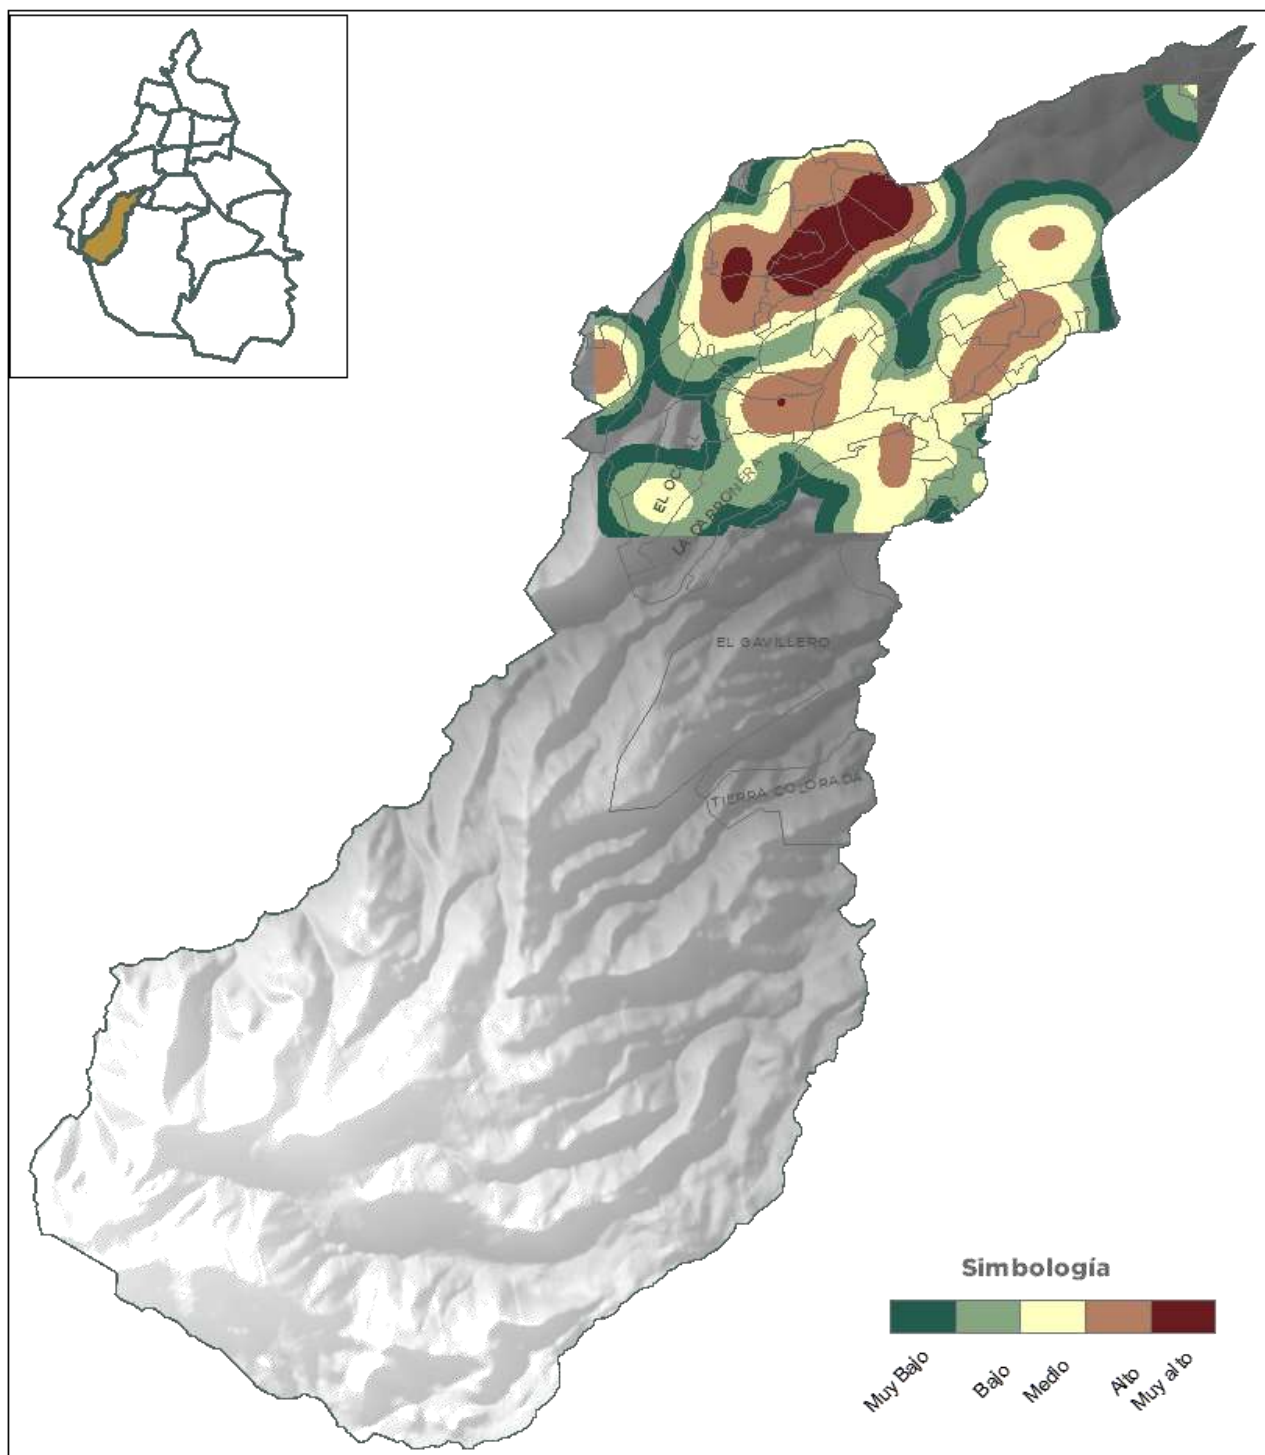 EL OCOTAL
LA CARBONERA
EL GAVILLERO
TIERRA COLORADA
Simbología
Muy Bajo
Bajo
Medio
Alto
Muy alto